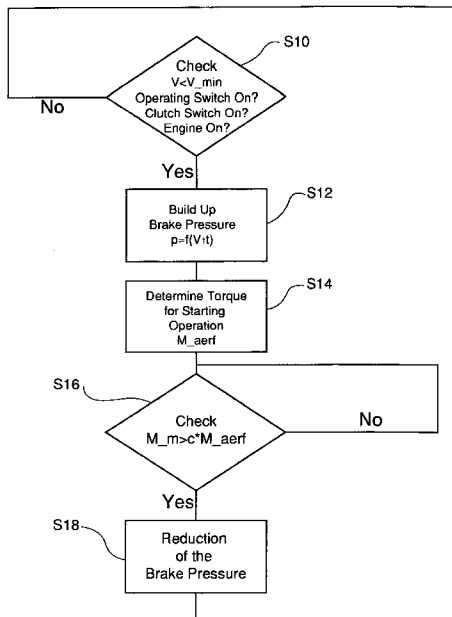 S10
Check
V<V_min
Operating Switch On?
Clutch Switch On?
Engine On?
No
Yes
S12
Build Up
Brake Pressure
p=f(V,t)
S14
Determine Torque
for Starting
Operation
M_aerf
S16
Check
M_m>c*M_aerf
No
Yes
S18
Reduction
of the
Brake Pressure